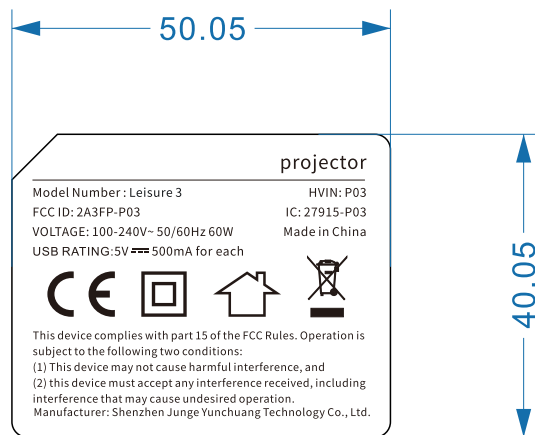 50.05
projector
Model Number : Leisure 3 HVIN: P03
FCC ID: 2A3FP-P03 IC: 27915-P03
VOLTAGE: 100-240V~ 50/60Hz 60W Made in China
USB RATING:5V⎓500mA for each
CE
This device complies with part 15 of the FCC Rules. Operation is
subject to the following two conditions:
(1) This device may not cause harmful interference, and
(2) this device must accept any interference received, including
interference that may cause undesired operation.
Manufacturer: Shenzhen Junge Yunchuang Technology Co., Ltd.
40.05